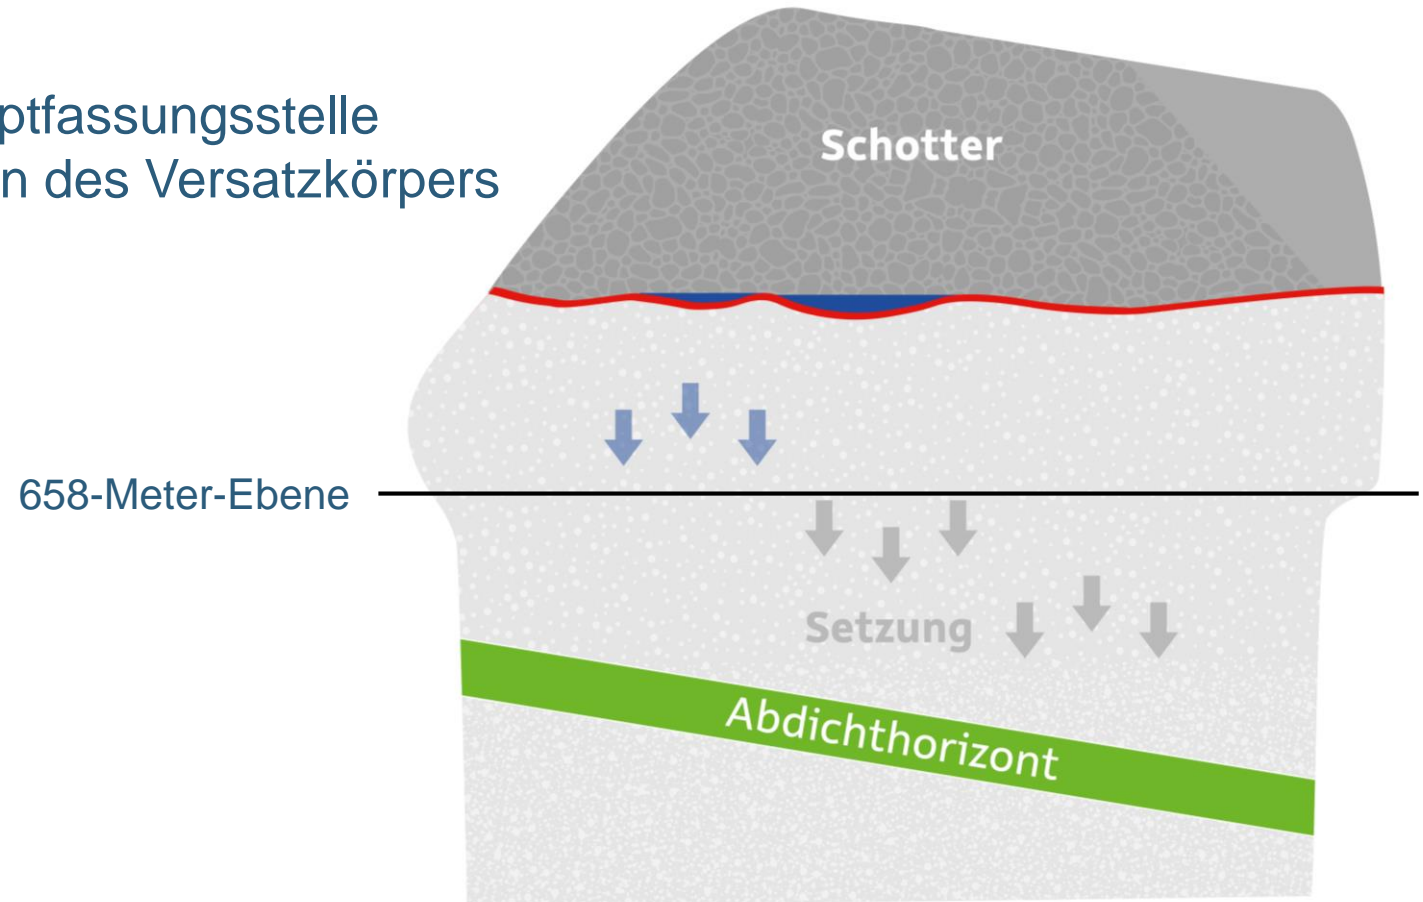 ptfassungsstelle
n des Versatzkörpers
Schotter
658-Meter-Ebene
Setzung
Abdichthorizont